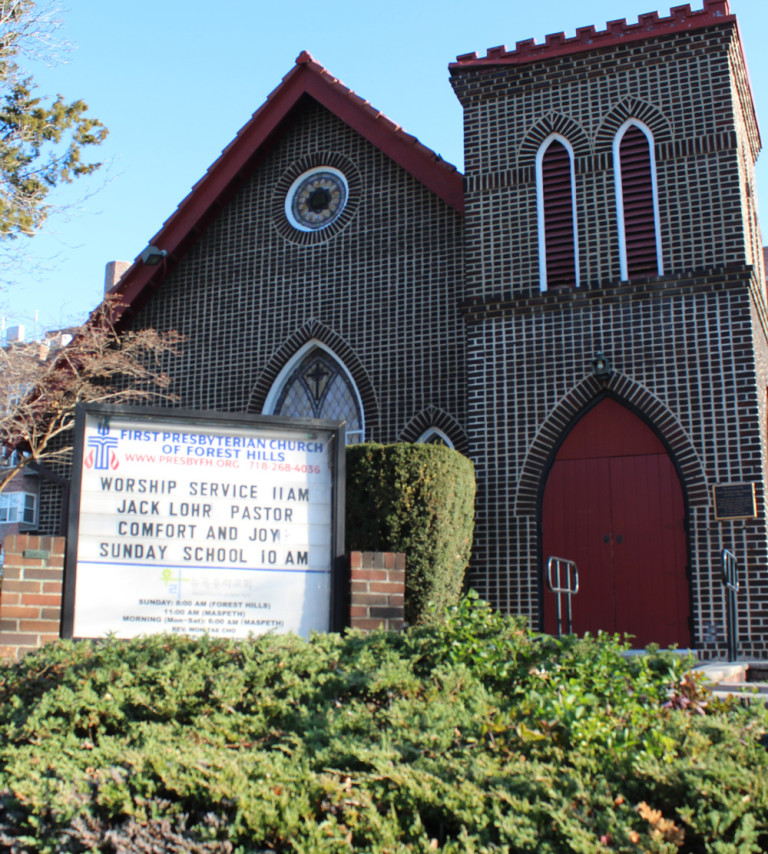 FIRST PRESBYTERIAN CHURCH
OF FOREST HILLS
WWW.PRESBYFH.ORG 718-268-4036
WORSHIP SERVICE 11AM
JACK LOHR PASTOR
COMFORT AND JOY
SUNDAY SCHOOL 10 AM
SUNDAY: 8:00 AM (FOREST HILLS)
11:00 AM (MASPETH)
MORNING (Mon-Sat): 6:00 AM (MASPETH)
REV. WON TAE CHO